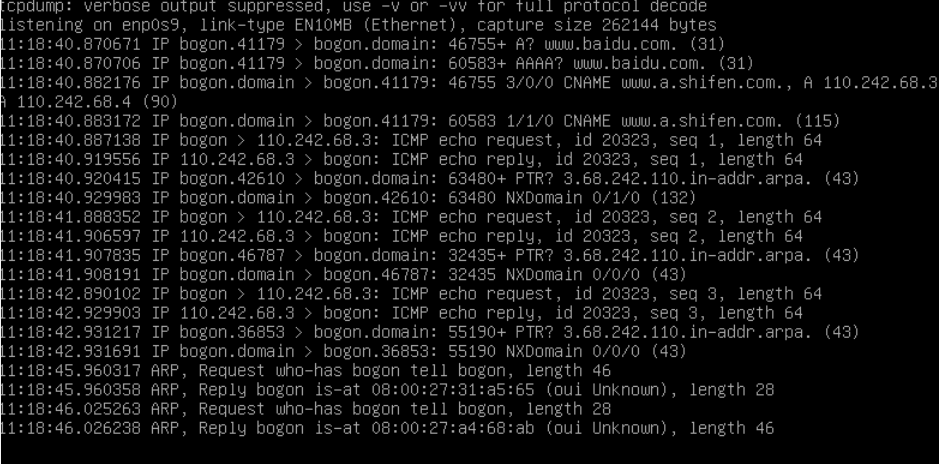 tcpdump: verbose output suppressed, use -v or -vv for full protocol decode
listening on enp0s9, link-type EN10MB (Ethernet), capture size 262144 bytes
11:18:40.870671 IP bogon.41179 > bogon.domain: 46755+ A? www.baidu.com. (31)
11:18:40.870706 IP bogon.41179 > bogon.domain: 60583+ AAAA? www.baidu.com. (31)
11:18:40.882176 IP bogon.domain > bogon.41179: 46755 3/0/0 CNAME www.a.shifen.com., A 110.242.68.3
A 110.242.68.4 (90)
11:18:40.883172 IP bogon.domain > bogon.41179: 60583 1/1/0 CNAME www.a.shifen.com. (115)
11:18:40.887138 IP bogon > 110.242.68.3: ICMP echo request, id 20323, seq 1, length 64
11:18:40.919556 IP 110.242.68.3 > bogon: ICMP echo reply, id 20323, seq 1, length 64
11:18:40.920415 IP bogon.42610 > bogon.domain: 63480+ PTR? 3.68.242.110.in-addr.arpa. (43)
11:18:40.929983 IP bogon.domain > bogon.42610: 63480 NXDomain 0/1/0 (132)
11:18:41.888352 IP bogon > 110.242.68.3: ICMP echo request, id 20323, seq 2, length 64
11:18:41.906597 IP 110.242.68.3 > bogon: ICMP echo reply, id 20323, seq 2, length 64
11:18:41.907835 IP bogon.46787 > bogon.domain: 32435+ PTR? 3.68.242.110.in-addr.arpa. (43)
11:18:41.908191 IP bogon.domain > bogon.46787: 32435 NXDomain 0/0/0 (43)
11:18:42.890102 IP bogon > 110.242.68.3: ICMP echo request, id 20323, seq 3, length 64
11:18:42.929903 IP 110.242.68.3 > bogon: ICMP echo reply, id 20323, seq 3, length 64
11:18:42.931217 IP bogon.36853 > bogon.domain: 55190+ PTR? 3.68.242.110.in-addr.arpa. (43)
11:18:42.931691 IP bogon.domain > bogon.36853: 55190 NXDomain 0/0/0 (43)
11:18:45.960317 ARP, Request who-has bogon tell bogon, length 46
11:18:45.960358 ARP, Reply bogon is-at 08:00:27:31:a5:65 (oui Unknown), length 28
11:18:46.025263 ARP, Request who-has bogon tell bogon, length 28
11:18:46.026238 ARP, Reply bogon is-at 08:00:27:a4:68:ab (oui Unknown), length 46